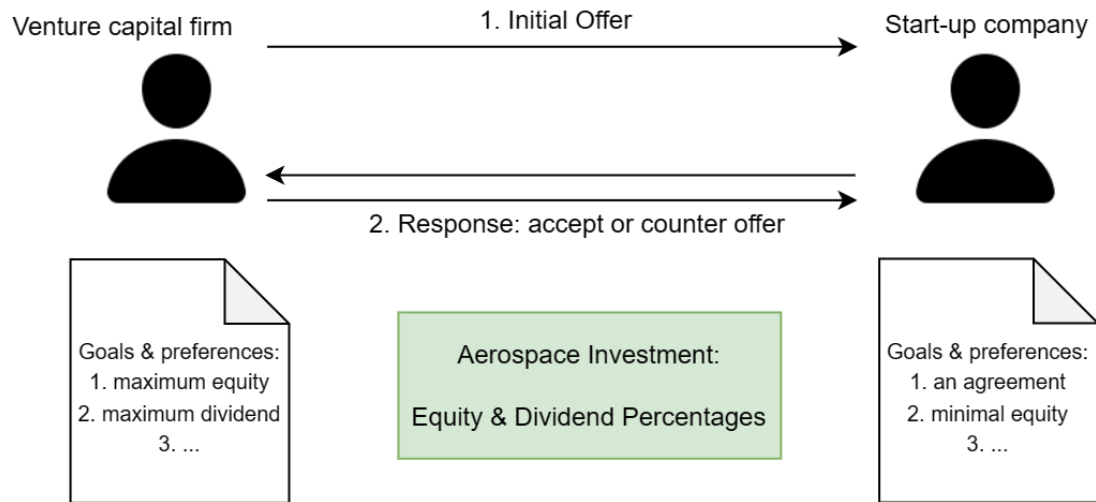 Venture capital firm
1. Initial Offer
Start-up company
2. Response: accept or counter offer
Goals & preferences:
1. maximum equity
2. maximum dividend
3. ...
Aerospace Investment:
Equity & Dividend Percentages
Goals & preferences:
1. an agreement
2. minimal equity
3. ...